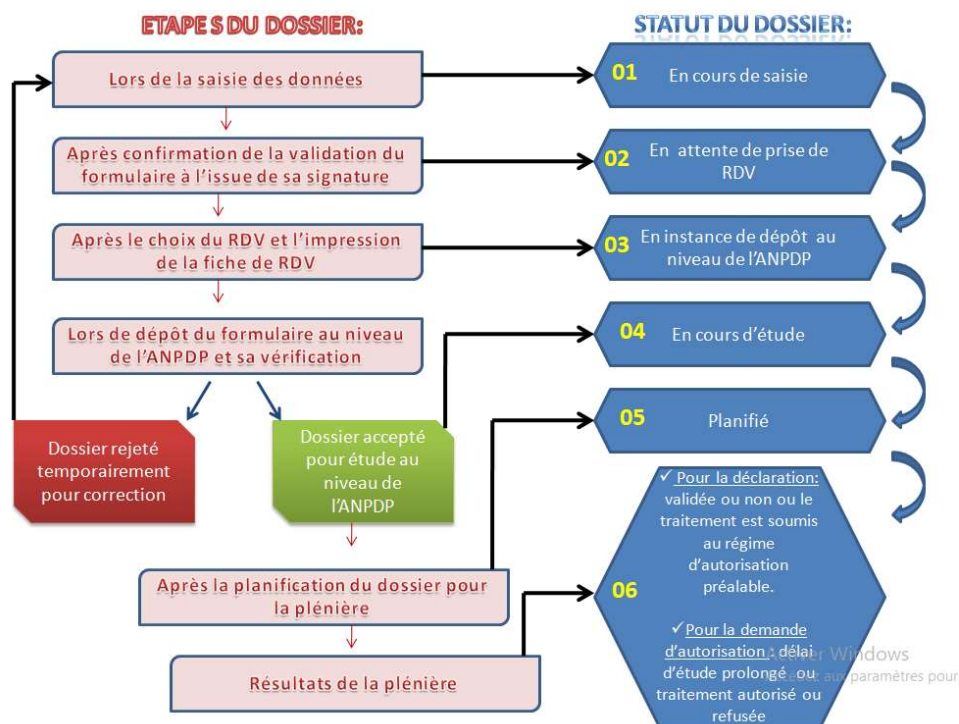 ETAPES DU DOSSIER:
STATUT DU DOSSIER:
Lors de la saisie des données
01
En cours de saisie
Après confirmation de la validation du
formulaire à l'issue de sa signature
02
En attente de prise de
RDV
Après le choix du RDV et l'impression
de la fiche de RDV
03
En instance de dépôt au
niveau de l'ANPDP
Lors de dépôt du formulaire au niveau
de l'ANPDP et sa vérification
04
En cours d'étude
Dossier rejeté
temporairement
pour correction
Dossier accepté
pour étude au
niveau de
l'ANPDP
05
Planifié
Après la planification du dossier pour
la plénière
Résultats de la plénière
06
✓ Pour la déclaration:
validée ou non ou le
traitement est soumis
au régime
d'autorisation
préalable.
✓ Pour la demande
d'autorisation : délai
d'étude prolongé ou
traitement autorisé ou
refusée
Activer Windows
aux paramètres pour